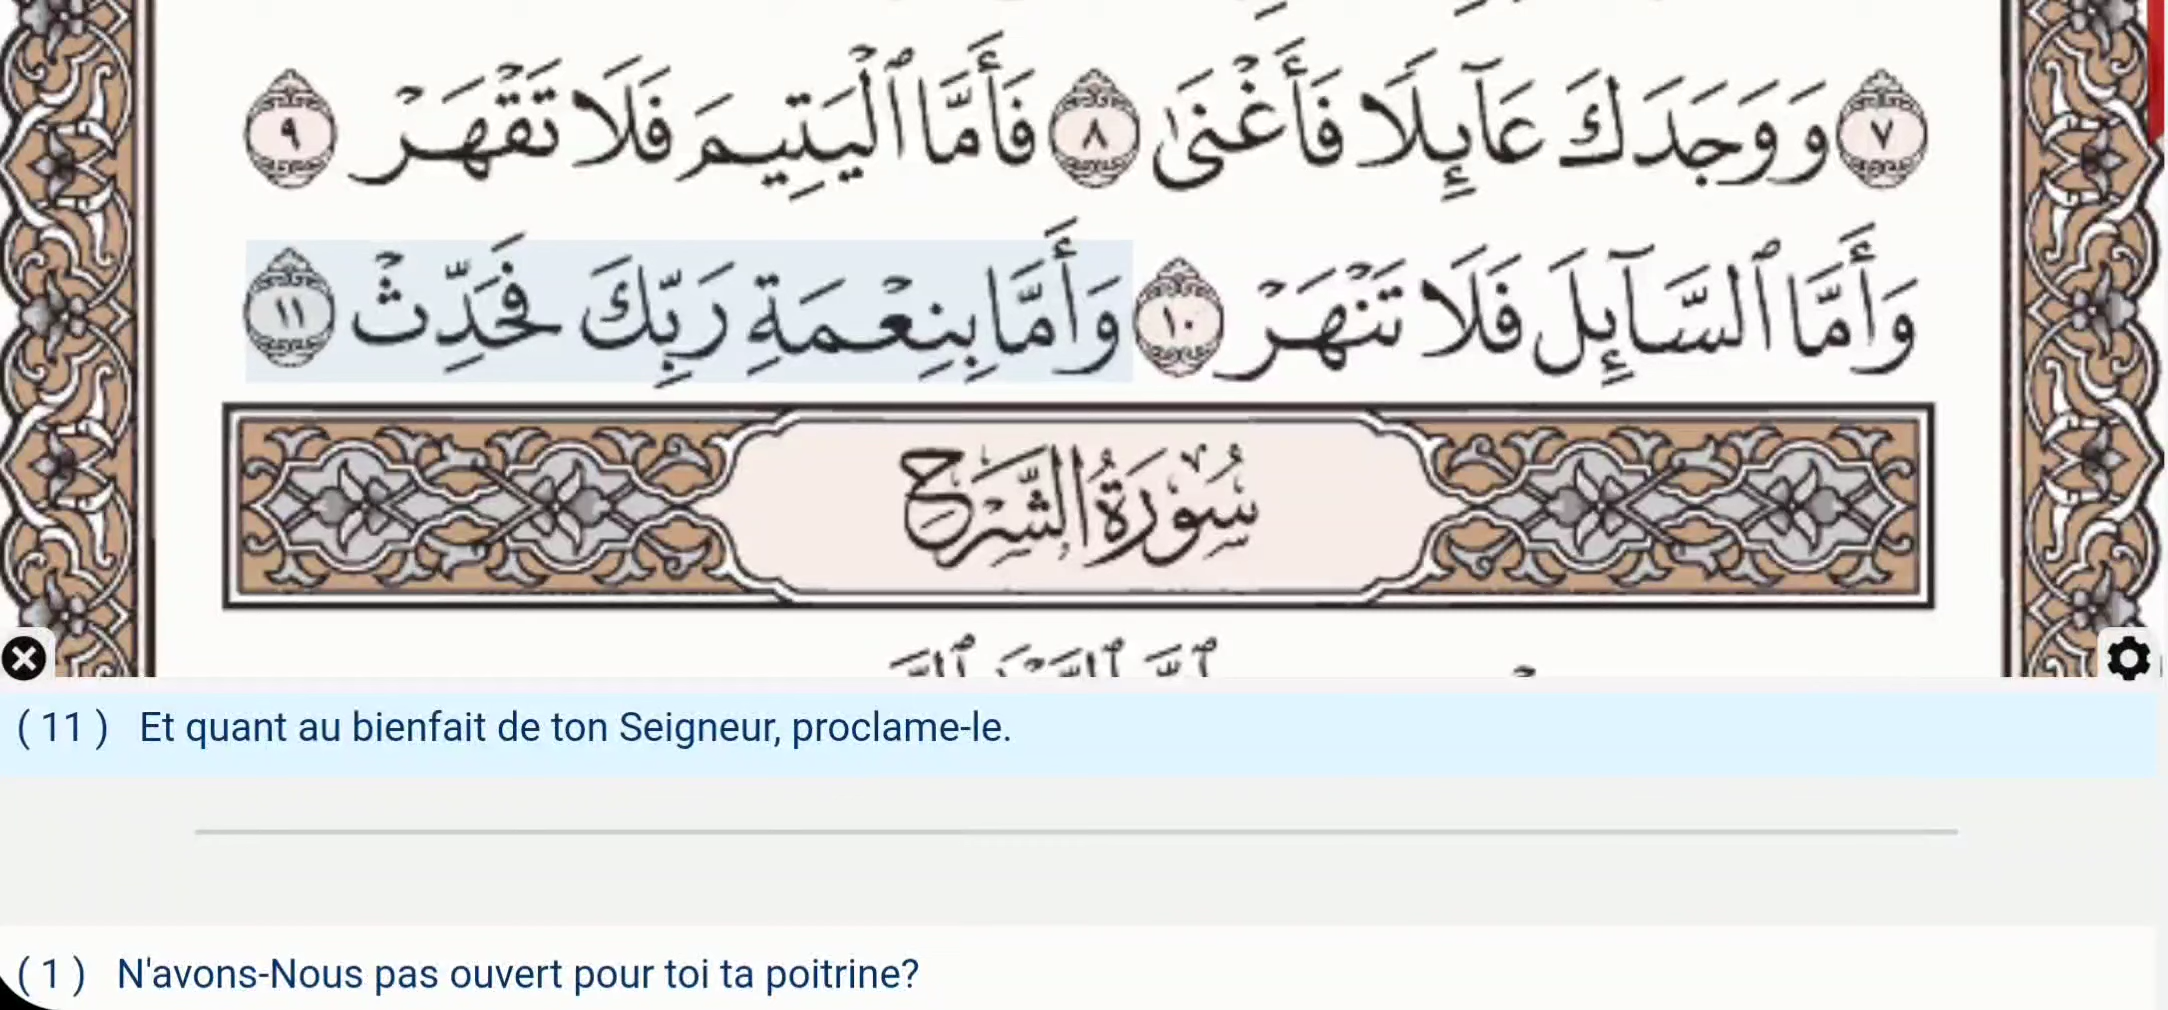 ٧ وَوَجَدَكَ عَآئِلًا فَأَغْنَىٰ ٨ فَأَمَّا ٱلْيَتِيمَ فَلَا تَقْهَرْ ٩
وَأَمَّا ٱلسَّآئِلَ فَلَا تَنْهَرْ ١٠ وَأَمَّا بِنِعْمَةِ رَبِّكَ فَحَدِّثْ ١١
سُورَةُ الشَّرْحِ
( 11 ) Et quant au bienfait de ton Seigneur, proclame-le.
( 1 ) N'avons-Nous pas ouvert pour toi ta poitrine?